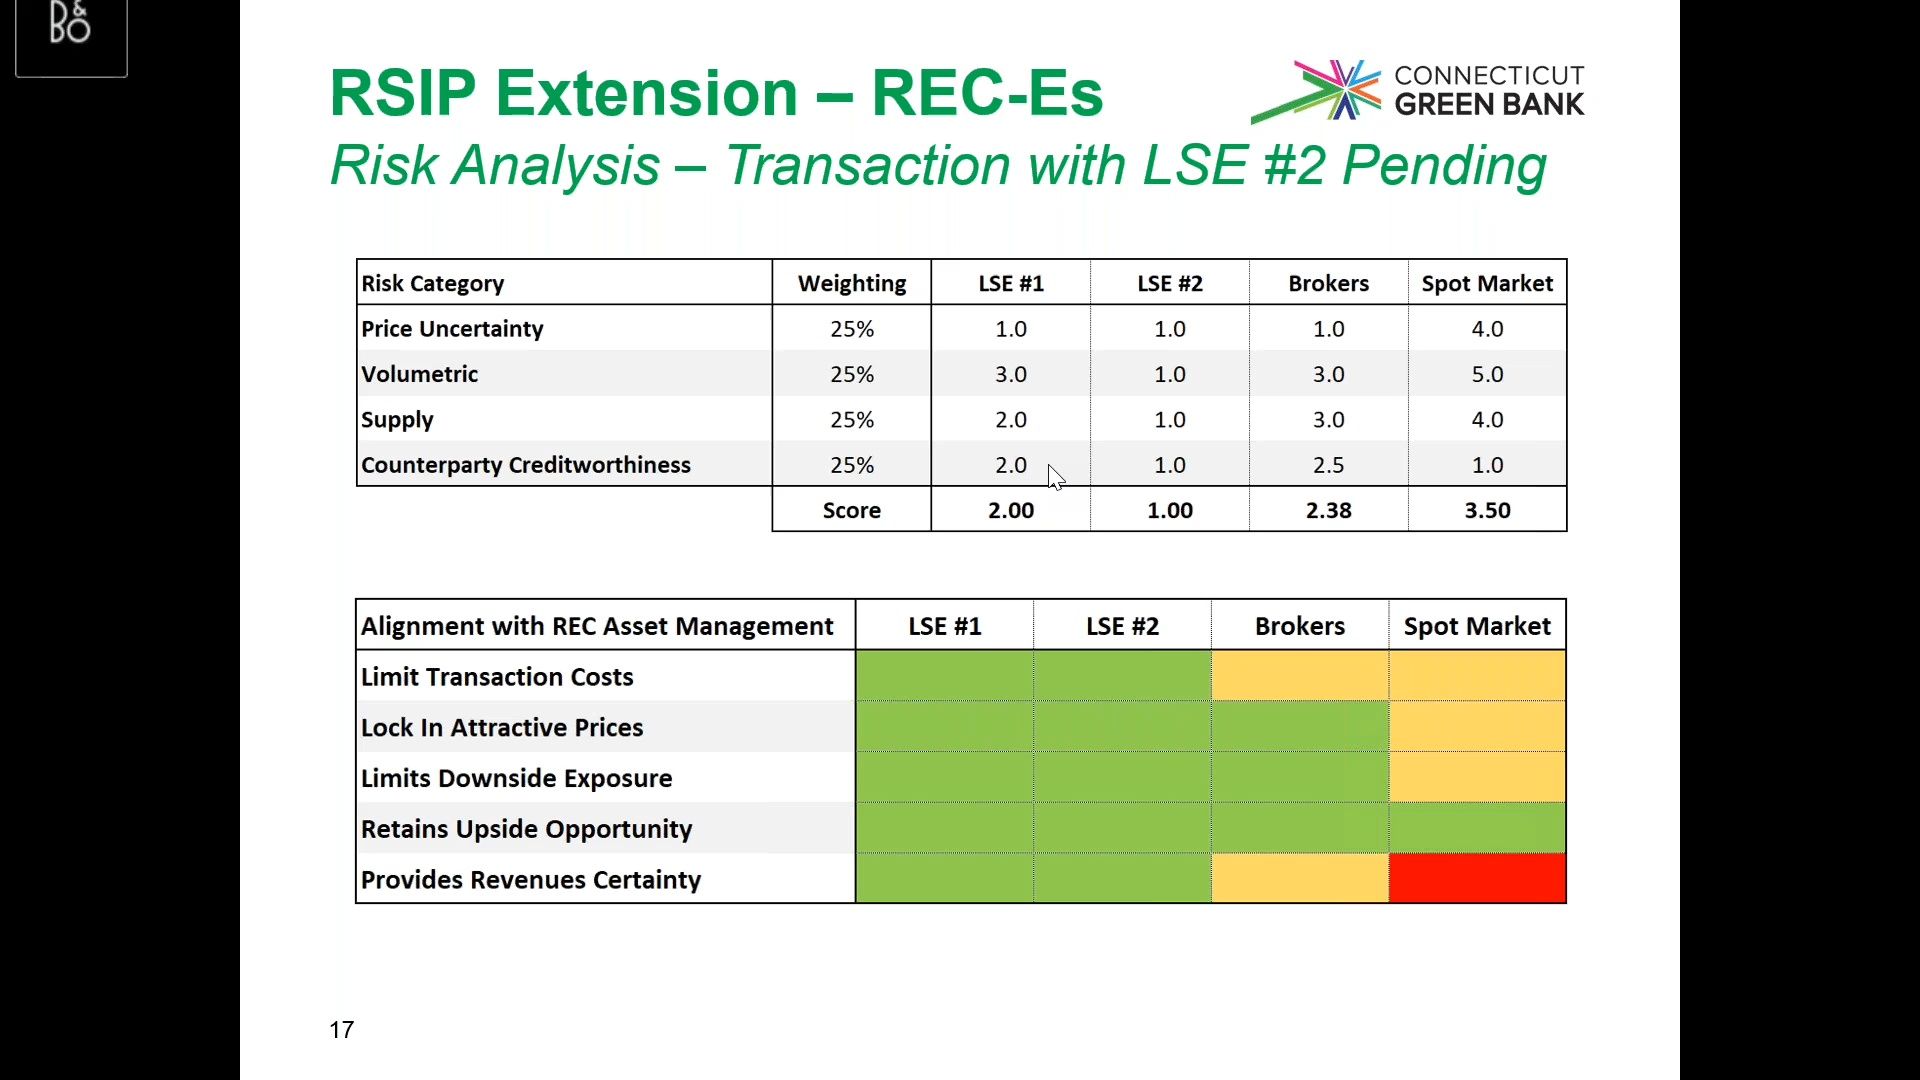 B&
BO
RSIP Extension – REC-Es
CONNECTICUT
GREEN BANK
Risk Analysis – Transaction with LSE #2 Pending
Risk Category Weighting LSE #1 LSE #2 Brokers Spot Market
Price Uncertainty 25% 1.0 1.0 1.0 4.0
Volumetric 25% 3.0 1.0 3.0 5.0
Supply 25% 2.0 1.0 3.0 4.0
Counterparty Creditworthiness 25% 2.0 1.0 2.5 1.0
Score 2.00 1.00 2.38 3.50
Alignment with REC Asset Management LSE #1 LSE #2 Brokers Spot Market
Limit Transaction Costs
Lock In Attractive Prices
Limits Downside Exposure
Retains Upside Opportunity
Provides Revenues Certainty
17